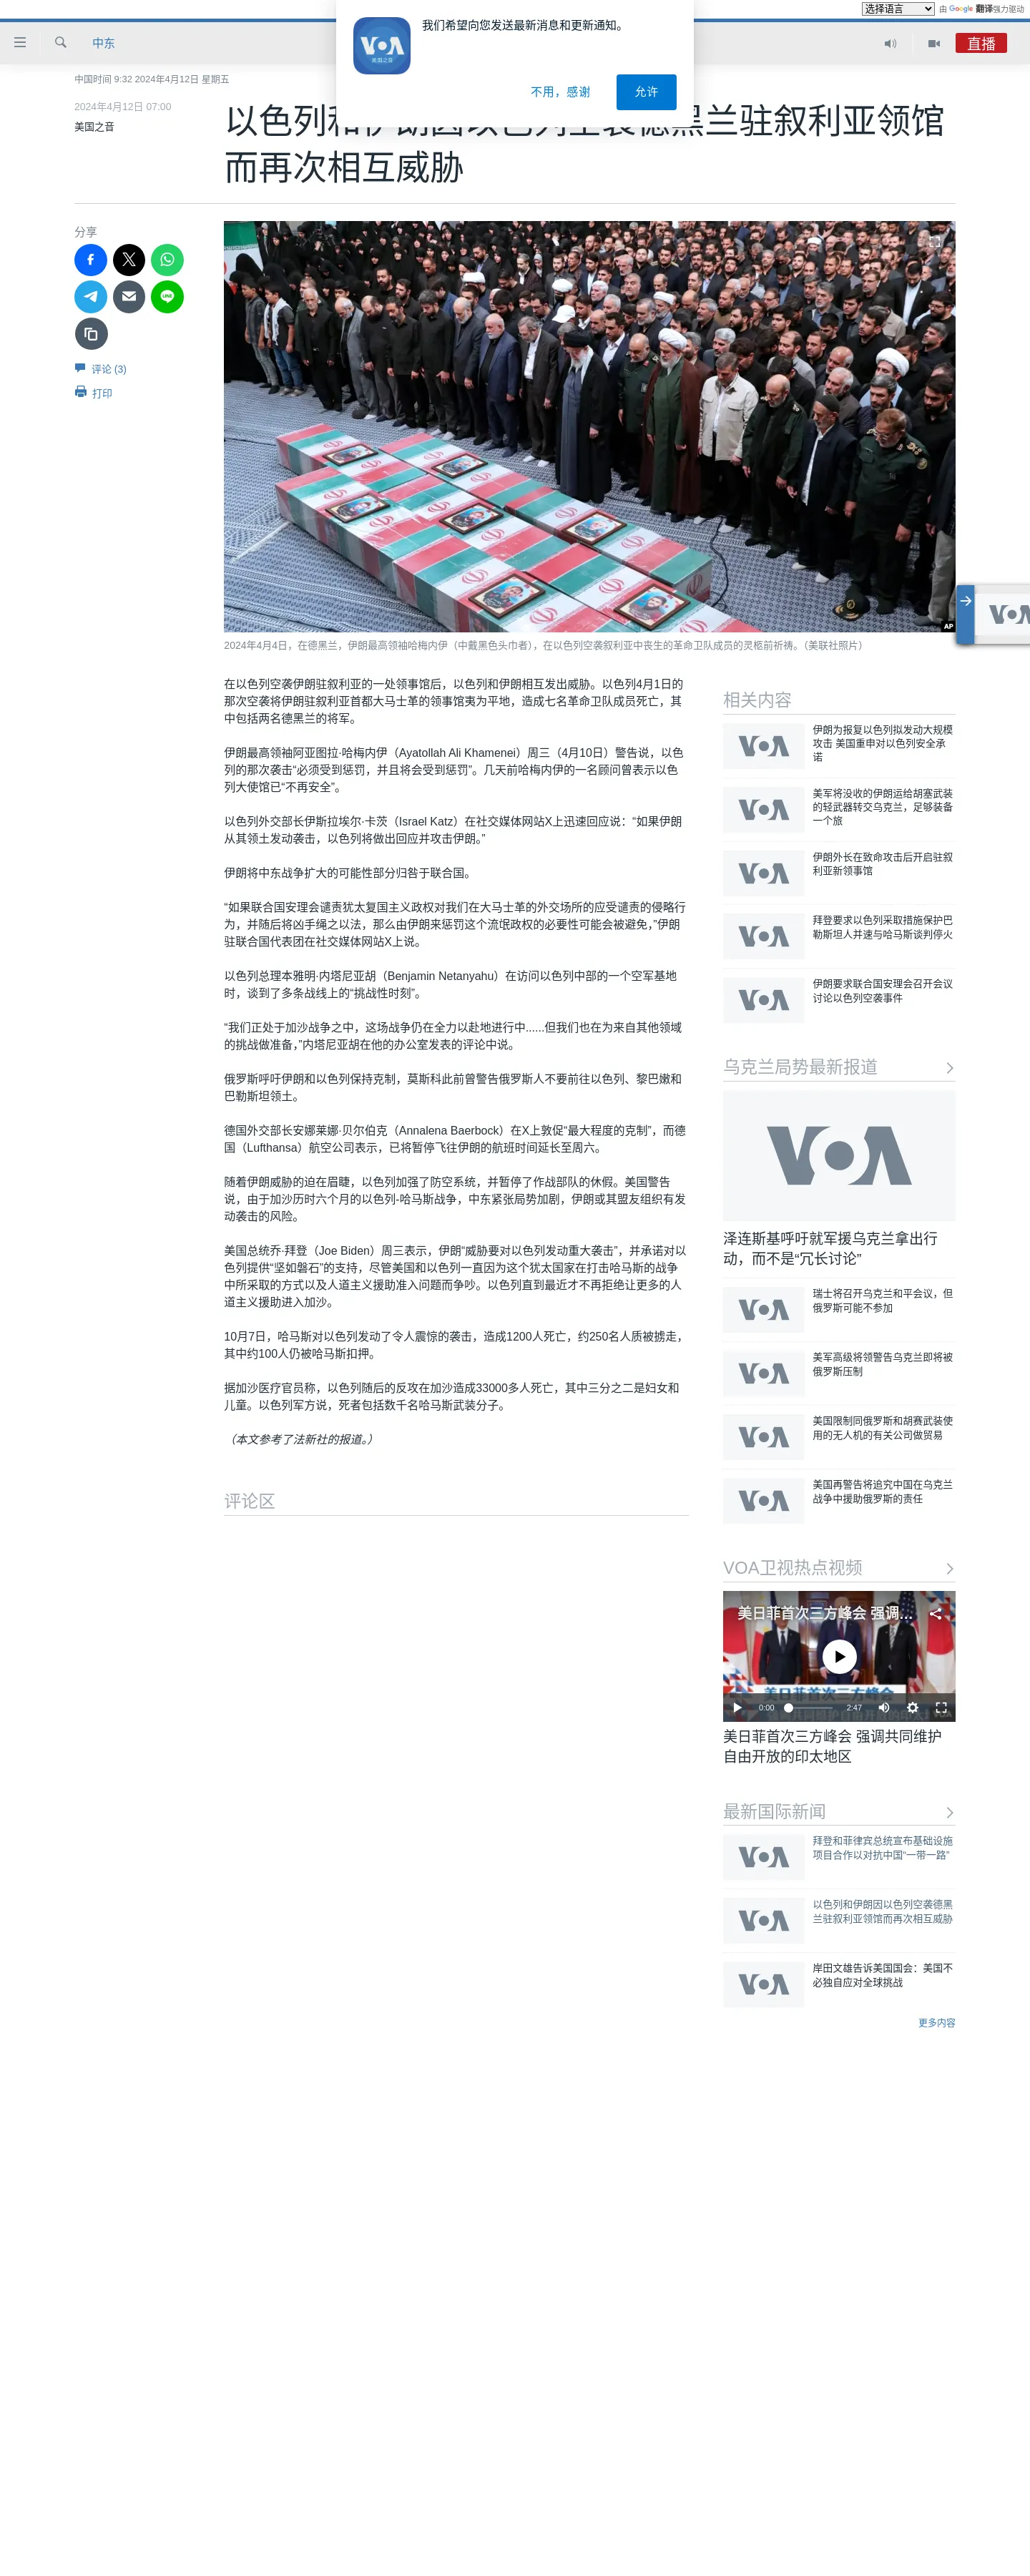 选择语言 由 Google 翻译强力驱动
VOA
美国之音
我们希望向您发送最新消息和更新通知。
不用，感谢
允许
中东
直播
中国时间 9:32 2024年4月12日 星期五
2024年4月12日 07:00
美国之音
以色列和伊朗因以色列空袭德黑兰驻叙利亚领馆
而再次相互威胁
分享
评论 (3)
打印
AP
2024年4月4日，在德黑兰，伊朗最高领袖哈梅内伊（中戴黑色头巾者），在以色列空袭叙利亚中丧生的革命卫队成员的灵柩前祈祷。（美联社照片）
VOA
在以色列空袭伊朗驻叙利亚的一处领事馆后，以色列和伊朗相互发出威胁。以色列4月1日的
那次空袭将伊朗驻叙利亚首都大马士革的领事馆夷为平地，造成七名革命卫队成员死亡，其
中包括两名德黑兰的将军。
伊朗最高领袖阿亚图拉·哈梅内伊（Ayatollah Ali Khamenei）周三（4月10日）警告说，以色
列的那次袭击“必须受到惩罚，并且将会受到惩罚”。几天前哈梅内伊的一名顾问曾表示以色
列大使馆已“不再安全”。
以色列外交部长伊斯拉埃尔·卡茨（Israel Katz）在社交媒体网站X上迅速回应说：“如果伊朗
从其领土发动袭击，以色列将做出回应并攻击伊朗。”
伊朗将中东战争扩大的可能性部分归咎于联合国。
“如果联合国安理会谴责犹太复国主义政权对我们在大马士革的外交场所的应受谴责的侵略行
为，并随后将凶手绳之以法，那么由伊朗来惩罚这个流氓政权的必要性可能会被避免，”伊朗
驻联合国代表团在社交媒体网站X上说。
以色列总理本雅明·内塔尼亚胡（Benjamin Netanyahu）在访问以色列中部的一个空军基地
时，谈到了多条战线上的“挑战性时刻”。
“我们正处于加沙战争之中，这场战争仍在全力以赴地进行中......但我们也在为来自其他领域
的挑战做准备，”内塔尼亚胡在他的办公室发表的评论中说。
俄罗斯呼吁伊朗和以色列保持克制，莫斯科此前曾警告俄罗斯人不要前往以色列、黎巴嫩和
巴勒斯坦领土。
德国外交部长安娜莱娜·贝尔伯克（Annalena Baerbock）在X上敦促“最大程度的克制”，而德
国（Lufthansa）航空公司表示，已将暂停飞往伊朗的航班时间延长至周六。
随着伊朗威胁的迫在眉睫，以色列加强了防空系统，并暂停了作战部队的休假。美国警告
说，由于加沙历时六个月的以色列-哈马斯战争，中东紧张局势加剧，伊朗或其盟友组织有发
动袭击的风险。
美国总统乔·拜登（Joe Biden）周三表示，伊朗“威胁要对以色列发动重大袭击”，并承诺对以
色列提供“坚如磐石”的支持，尽管美国和以色列一直因为这个犹太国家在打击哈马斯的战争
中所采取的方式以及人道主义援助准入问题而争吵。以色列直到最近才不再拒绝让更多的人
道主义援助进入加沙。
10月7日，哈马斯对以色列发动了令人震惊的袭击，造成1200人死亡，约250名人质被掳走，
其中约100人仍被哈马斯扣押。
据加沙医疗官员称，以色列随后的反攻在加沙造成33000多人死亡，其中三分之二是妇女和
儿童。以色列军方说，死者包括数千名哈马斯武装分子。
（本文参考了法新社的报道。）
评论区
相关内容
VOA
伊朗为报复以色列拟发动大规模
攻击 美国重申对以色列安全承
诺
VOA
美军将没收的伊朗运给胡塞武装
的轻武器转交乌克兰，足够装备
一个旅
VOA
伊朗外长在致命攻击后开启驻叙
利亚新领事馆
VOA
拜登要求以色列采取措施保护巴
勒斯坦人并速与哈马斯谈判停火
VOA
伊朗要求联合国安理会召开会议
讨论以色列空袭事件
乌克兰局势最新报道
VOA
泽连斯基呼吁就军援乌克兰拿出行
动，而不是“冗长讨论”
VOA
瑞士将召开乌克兰和平会议，但
俄罗斯可能不参加
VOA
美军高级将领警告乌克兰即将被
俄罗斯压制
VOA
美国限制同俄罗斯和胡赛武装使
用的无人机的有关公司做贸易
VOA
美国再警告将追究中国在乌克兰
战争中援助俄罗斯的责任
VOA卫视热点视频
美日菲首次三方峰会 强调...
美日菲首次三方峰会
0:00
2:47
美日菲首次三方峰会 强调共同维护
自由开放的印太地区
最新国际新闻
VOA
拜登和菲律宾总统宣布基础设施
项目合作以对抗中国“一带一路”
VOA
以色列和伊朗因以色列空袭德黑
兰驻叙利亚领馆而再次相互威胁
VOA
岸田文雄告诉美国国会：美国不
必独自应对全球挑战
更多内容